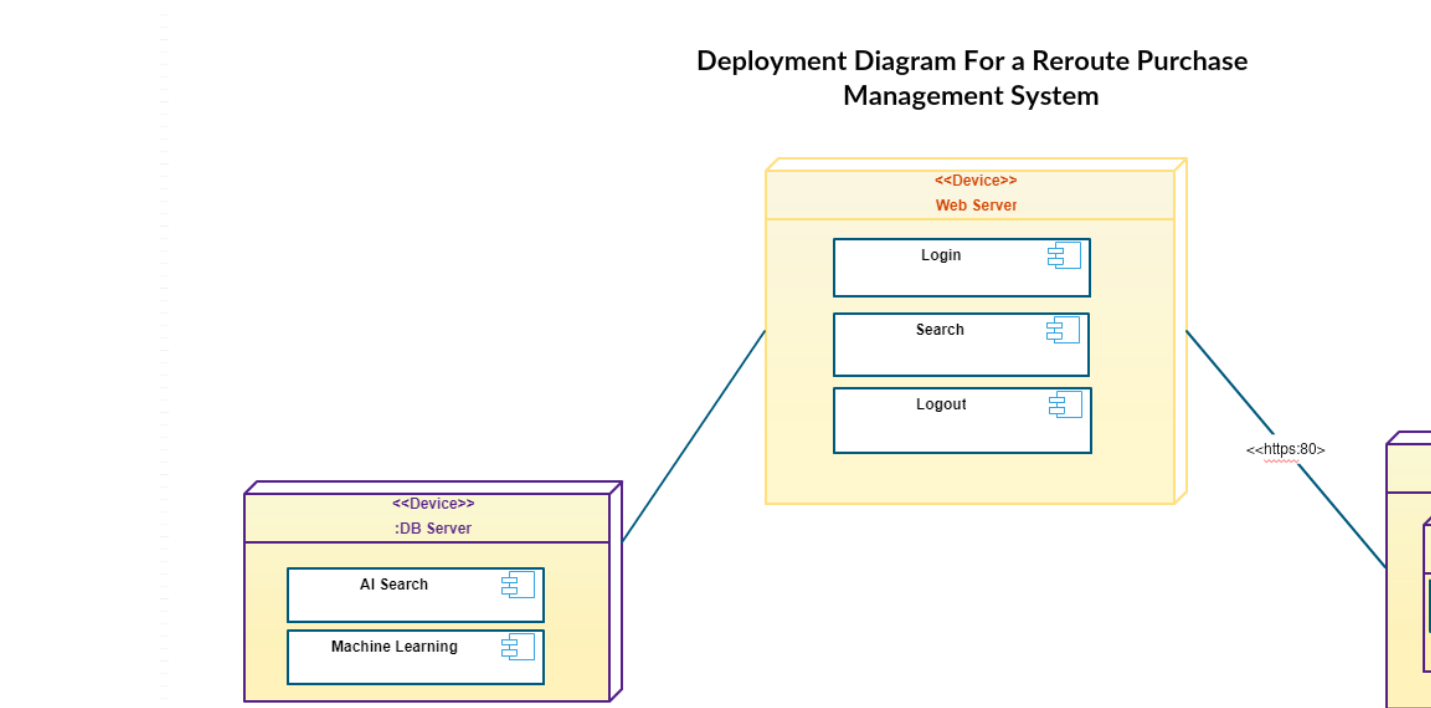 Deployment Diagram For a Reroute Purchase
Management System
<<Device>>
Web Server
Login
Search
Logout
<<https:80>
<<Device>>
:DB Server
AI Search
Machine Learning